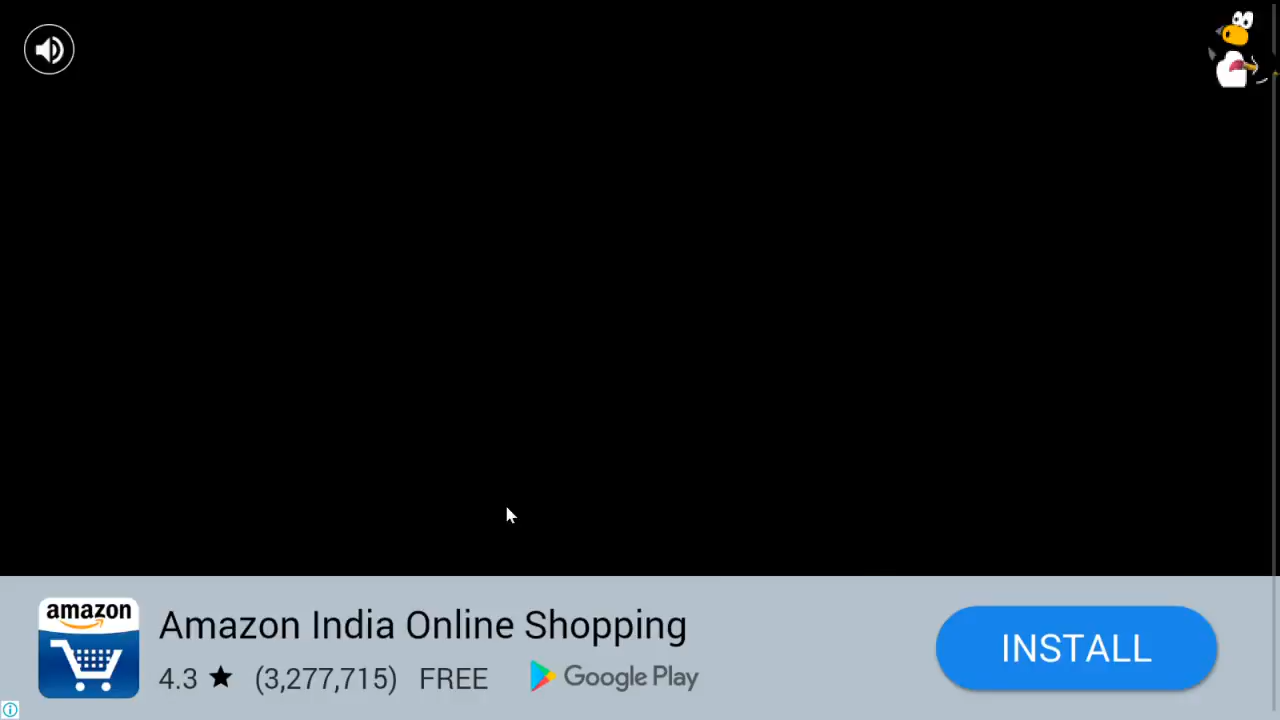 amazon
Amazon India Online Shopping
4.3 ★ (3,277,715) FREE Google Play
INSTALL